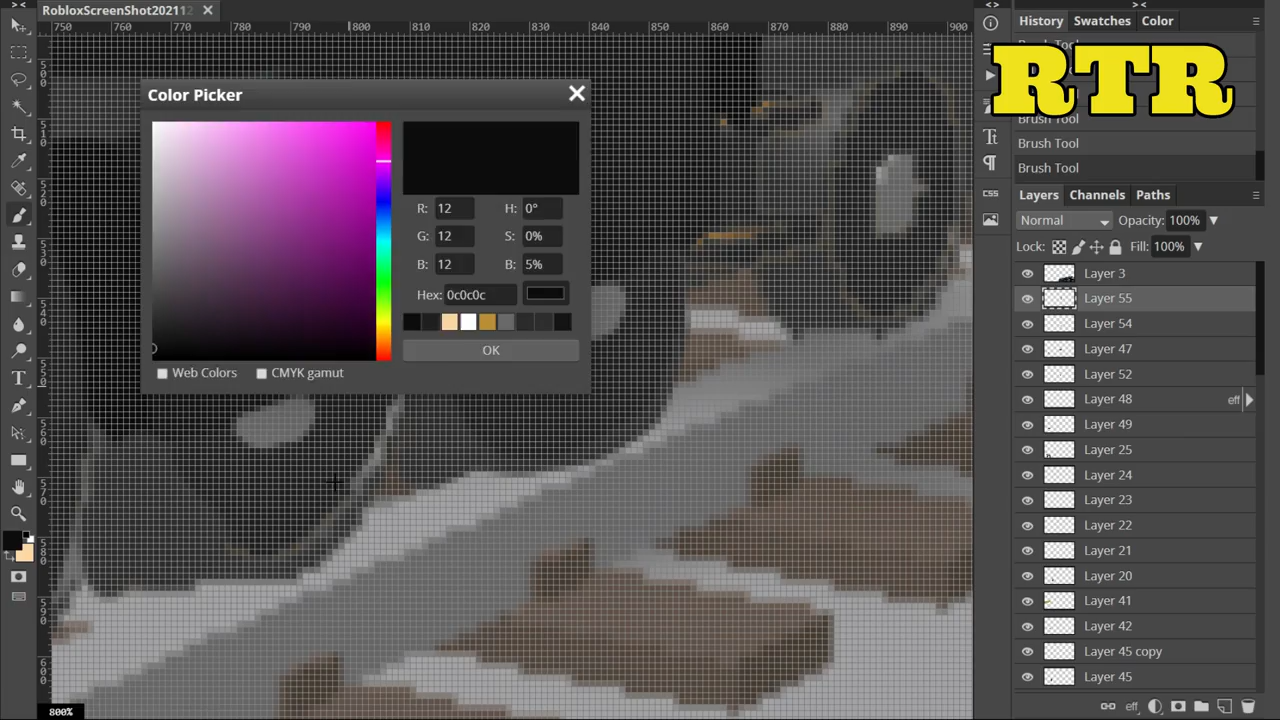 RobloxScreenShot20211
750 760 770 780 790 800 810 820 830 840 850 860 870 880 890 900
History Swatches Color
RTR
Brush Tool
Brush Tool
Brush Tool
Color Picker
R: 12 H: 0°
G: 12 S: 0%
B: 12 B: 5%
Hex: 0c0c0c
OK
Web Colors CMYK gamut
Layers Channels Paths
Normal Opacity: 100%
Lock: Fill: 100%
CSS
Layer 3
Layer 55
Layer 54
Layer 47
Layer 52
Layer 48 eff
Layer 49
Layer 25
Layer 24
Layer 23
Layer 22
Layer 21
Layer 20
Layer 41
Layer 42
Layer 45 copy
Layer 45
eff
800%